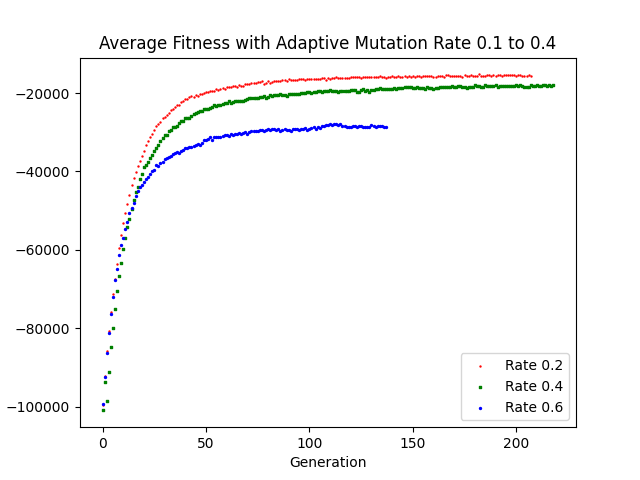 Average Fitness with Adaptive Mutation Rate 0.1 to 0.4
−20000
−40000
−60000
−80000
−100000
0 50 100 150 200
Generation
Rate 0.2
Rate 0.4
Rate 0.6